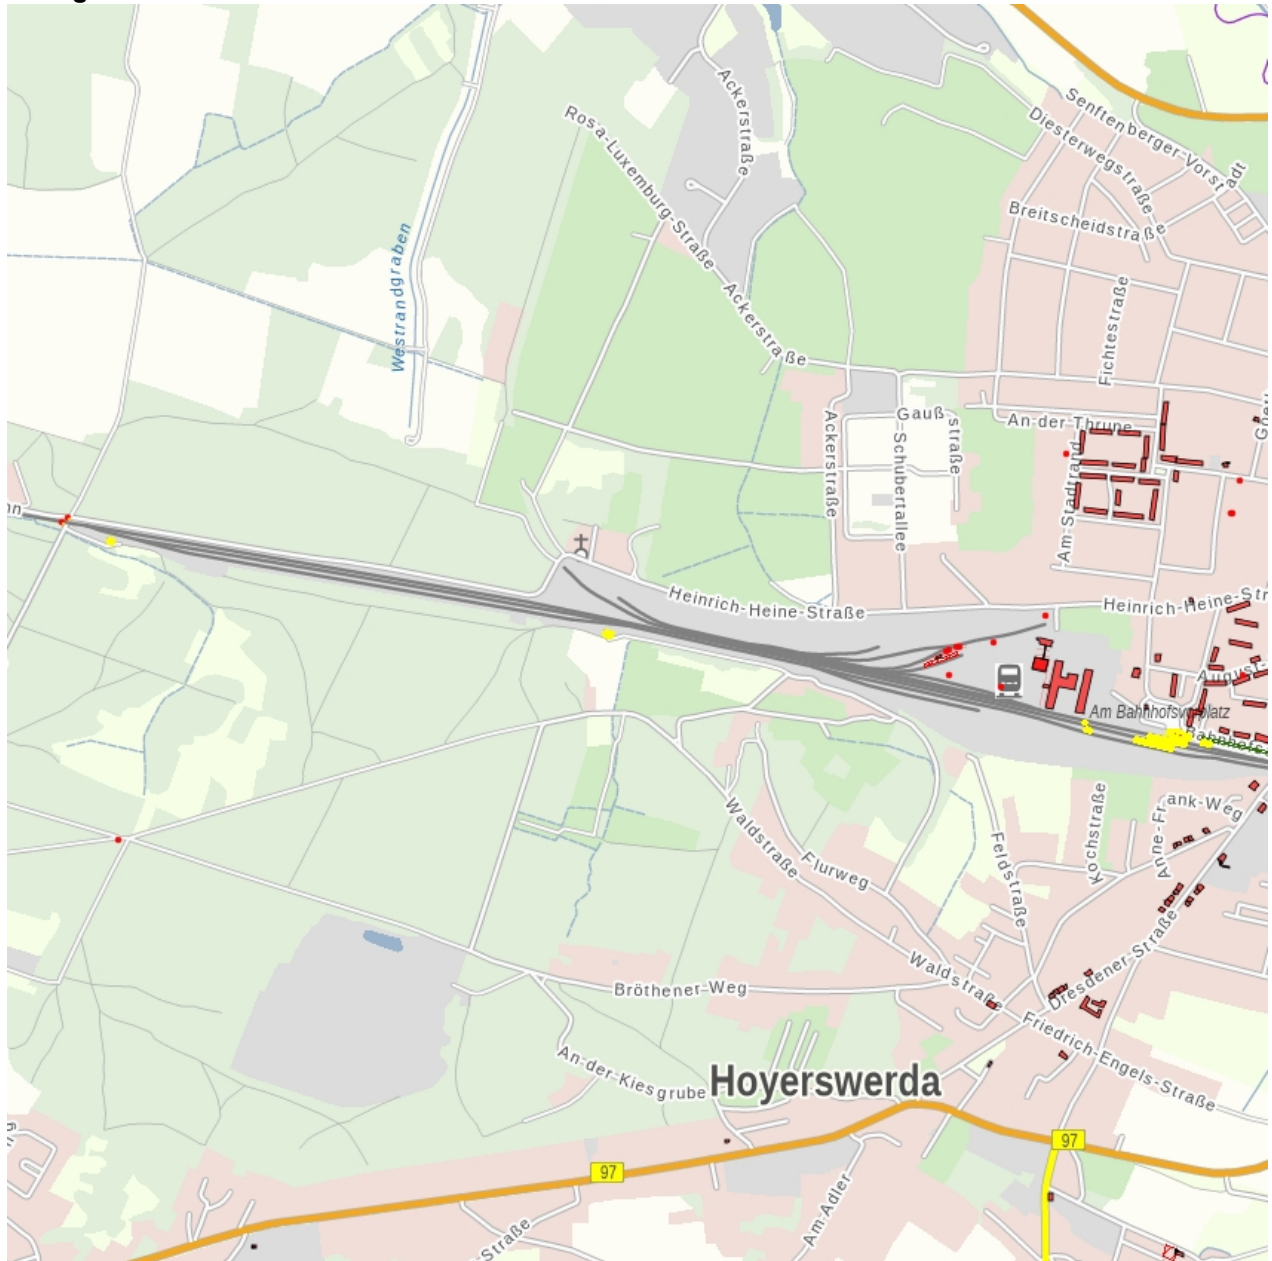 Senftenberger-Vorstadt
Ackerstraße
Diesterwegstraße
Rosa-Luxemburg-Straße
Breitscheidstraße
Westrandgraben
Ackerstraße
Fichtestraße
Gaußstraße
An-der-Thrune
Ackerstraße
Schubertallee
Am-Stadtrand
Heinrich-Heine-Straße
Heinrich-Heine-Str
August-
Am Bahnhofsvorplatz
Bahnhofs
Waldstraße
Flurweg
Feldstraße
Kochstraße
Anne-Frank-Weg
Waldstraße
Dresdener-Straße
Bröthener-Weg
Friedrich-Engels-Straße
An-der-Kiesgrube
Hoyerswerda
97
97
Am-Adler
-Straße